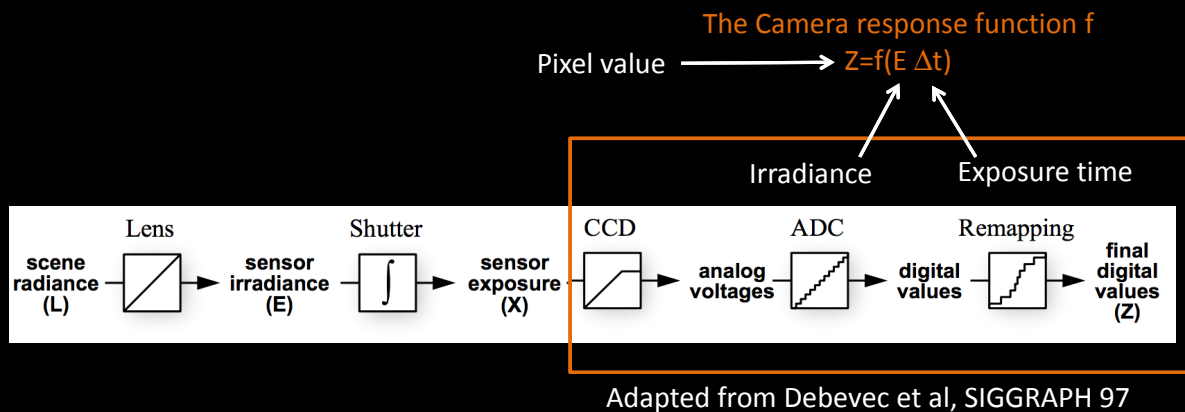 The Camera response function f
Pixel value
Z=f(E Δt)
Irradiance
Exposure time
Lens
Shutter
CCD
ADC
Remapping
scene
radiance
(L)
sensor
irradiance
(E)
∫
sensor
exposure
(X)
analog
voltages
digital
values
final
digital
values
(Z)
Adapted from Debevec et al, SIGGRAPH 97